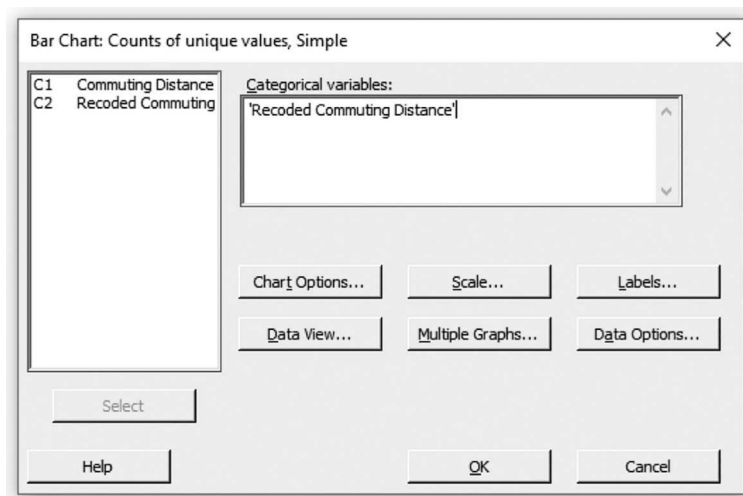 Bar Chart: Counts of unique values, Simple
C1 Commuting Distance
C2 Recoded Commuting
Categorical variables:
'Recoded Commuting Distance'
Chart Options...
Scale...
Labels...
Data View...
Multiple Graphs...
Data Options...
Select
Help
OK
Cancel